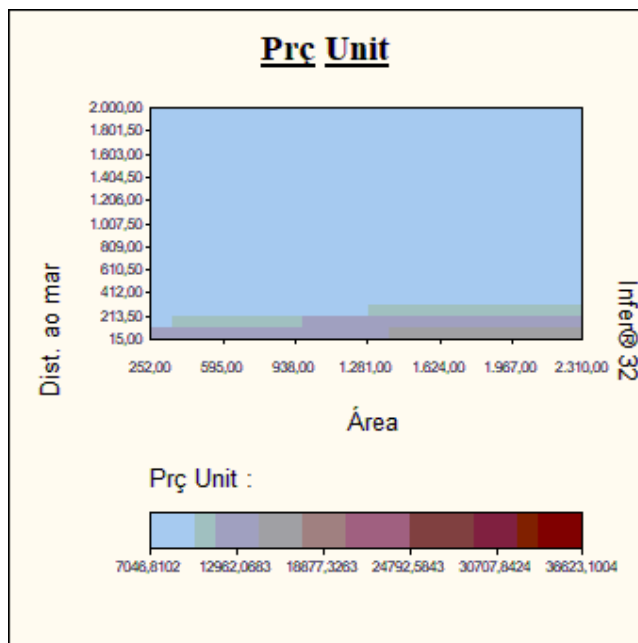 Prç Unit
2.000,00
1.801,50
1.603,00
1.404,50
1.206,00
1.007,50
809,00
610,50
412,00
213,50
15,00
Dist. ao mar
Infer® 32
252,00 595,00 938,00 1.281,00 1.624,00 1.967,00 2.310,00
Área
Prç Unit :
7046,8102 12962,0683 18877,3263 24792,5843 30707,8424 36623,1004